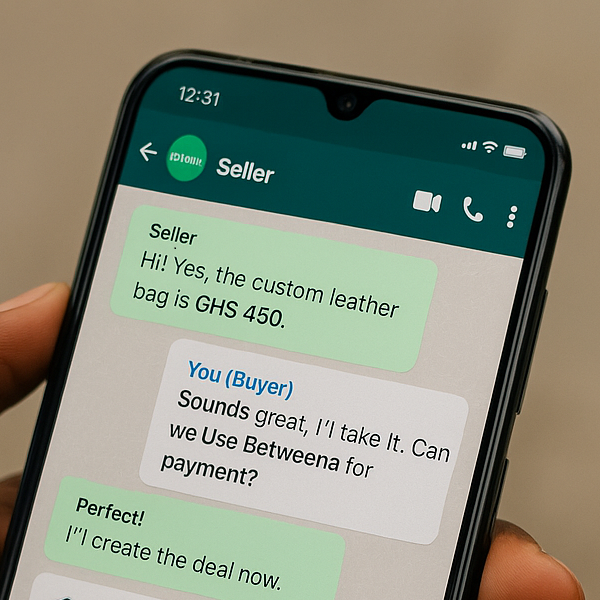 12:31
Seller
Seller
Hi! Yes, the custom leather
bag is GHS 450.
You (Buyer)
Sounds great, I'l take It. Can
we Use Betweena for
payment?
Perfect!
I"l create the deal now.